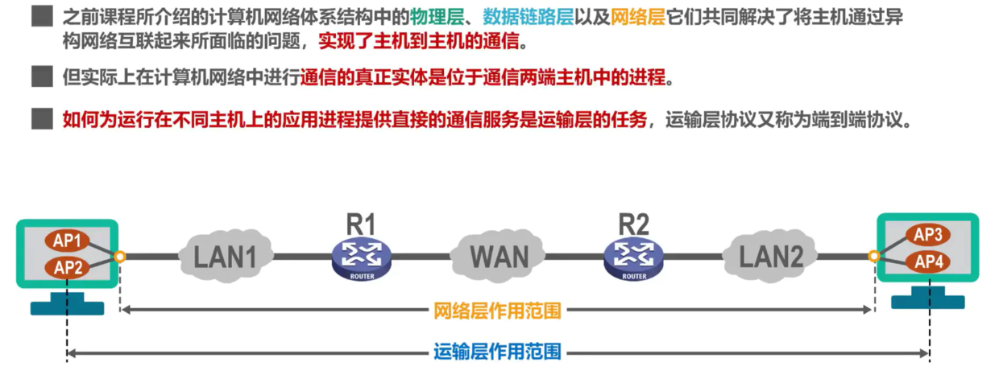 之前课程所介绍的计算机网络体系结构中的物理层、数据链路层以及网络层它们共同解决了将主机通过异
构网络互联起来所面临的问题，实现了主机到主机的通信。
但实际上在计算机网络中进行通信的真正实体是位于通信两端主机中的进程。
如何为运行在不同主机上的应用进程提供直接的通信服务是运输层的任务，运输层协议又称为端到端协议。
R1 R2
AP1 AP3
LAN1 WAN LAN2
AP2 AP4
ROUTER ROUTER
网络层作用范围
运输层作用范围